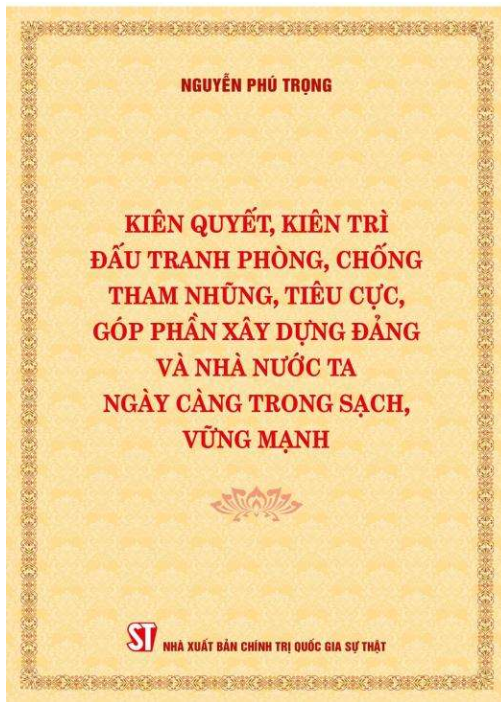 NGUYỄN PHÚ TRỌNG
KIÊN QUYẾT, KIÊN TRÌ
ĐẤU TRANH PHÒNG, CHỐNG
THAM NHŨNG, TIÊU CỰC,
GÓP PHẦN XÂY DỰNG ĐẢNG
VÀ NHÀ NƯỚC TA
NGÀY CÀNG TRONG SẠCH,
VỮNG MẠNH
ST NHÀ XUẤT BẢN CHÍNH TRỊ QUỐC GIA SỰ THẬT